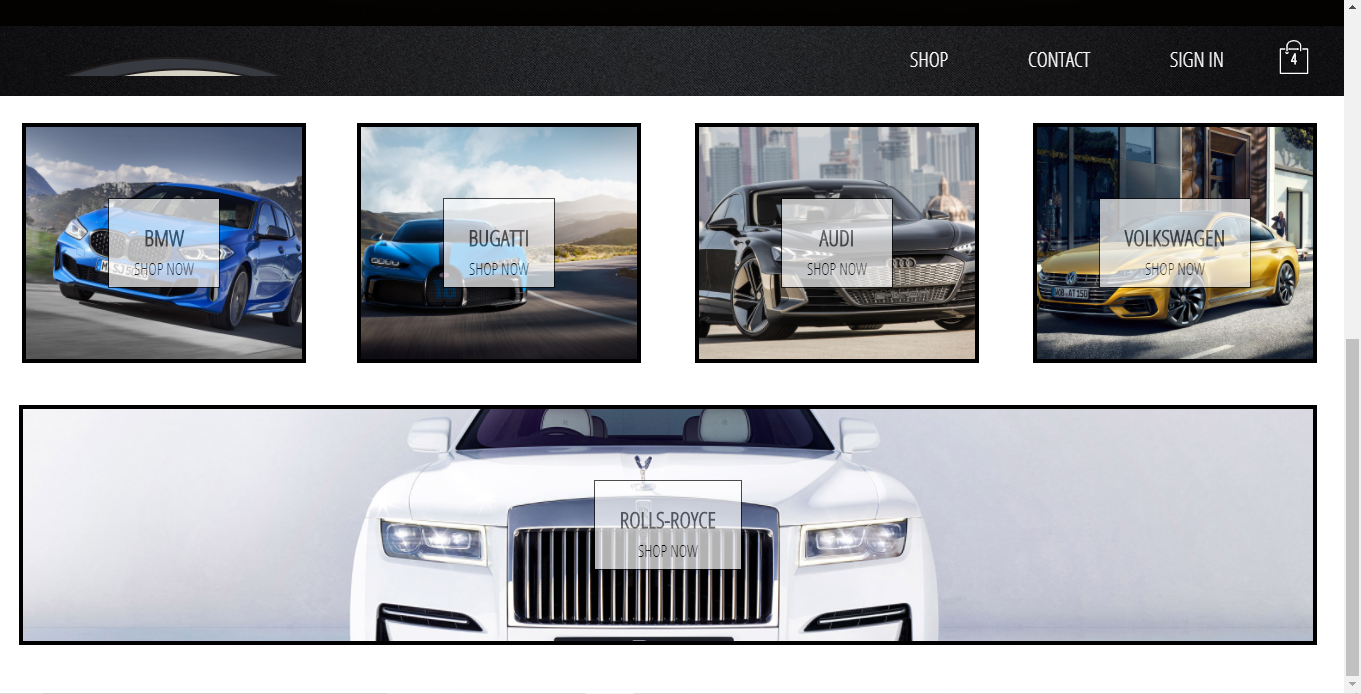 SHOP
CONTACT
SIGN IN
4
BMW
SHOP NOW
BUGATTI
SHOP NOW
AUDI
SHOP NOW
VOLKSWAGEN
SHOP NOW
ROLLS-ROYCE
SHOP NOW